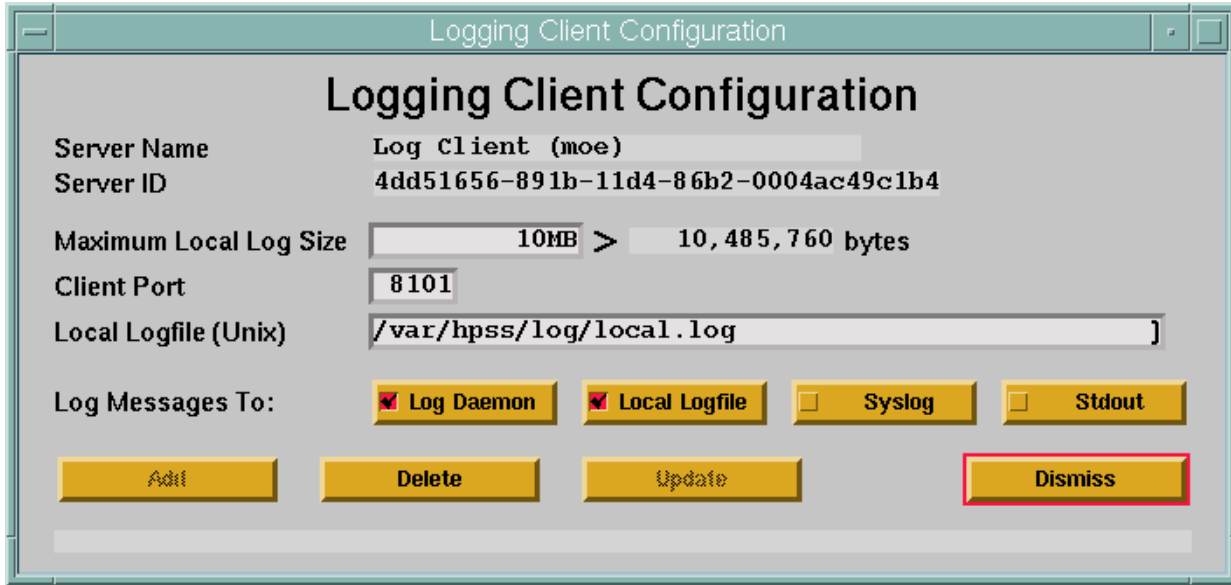 Logging Client Configuration
Logging Client Configuration
Server Name Log Client (moe)
Server ID 4dd51656-891b-11d4-86b2-0004ac49c1b4
Maximum Local Log Size 10MB > 10,485,760 bytes
Client Port 8101
Local Logfile (Unix) /var/hpss/log/local.log ]
Log Messages To: Log Daemon Local Logfile Syslog Stdout
Add Delete Update Dismiss